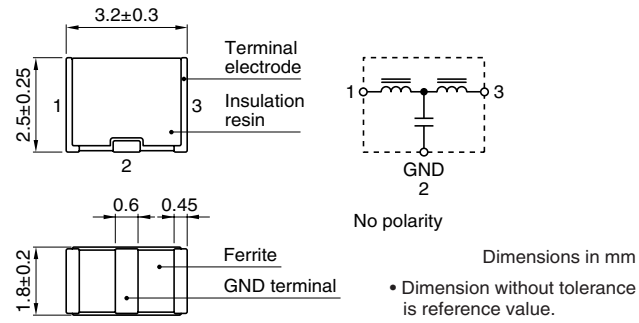 3.2±0.3
Terminal
electrode
2.5±0.25
1
3
Insulation
resin
2
1
3
GND
2
0.6
0.45
No polarity
1.8±0.2
Ferrite
GND terminal
Dimensions in mm
• Dimension without tolerance
is reference value.